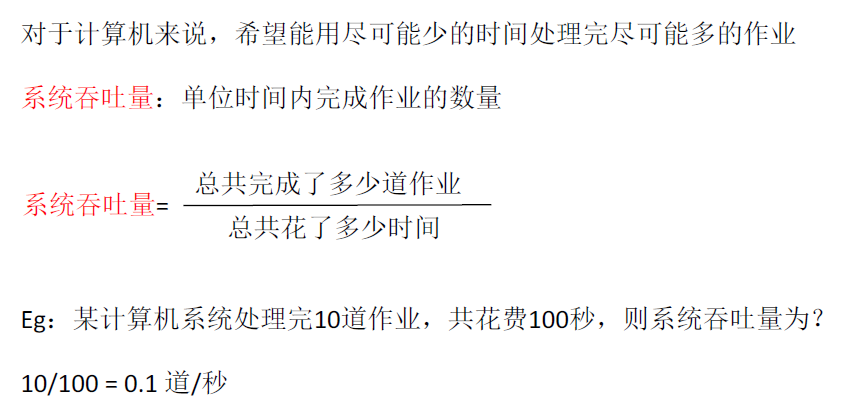 对于计算机来说，希望能用尽可能少的时间处理完尽可能多的作业
系统吞吐量：单位时间内完成作业的数量
总共完成了多少道作业
系统吞吐量=
总共花了多少时间
Eg：某计算机系统处理完10道作业，共花费100秒，则系统吞吐量为？
10/100 = 0.1 道/秒